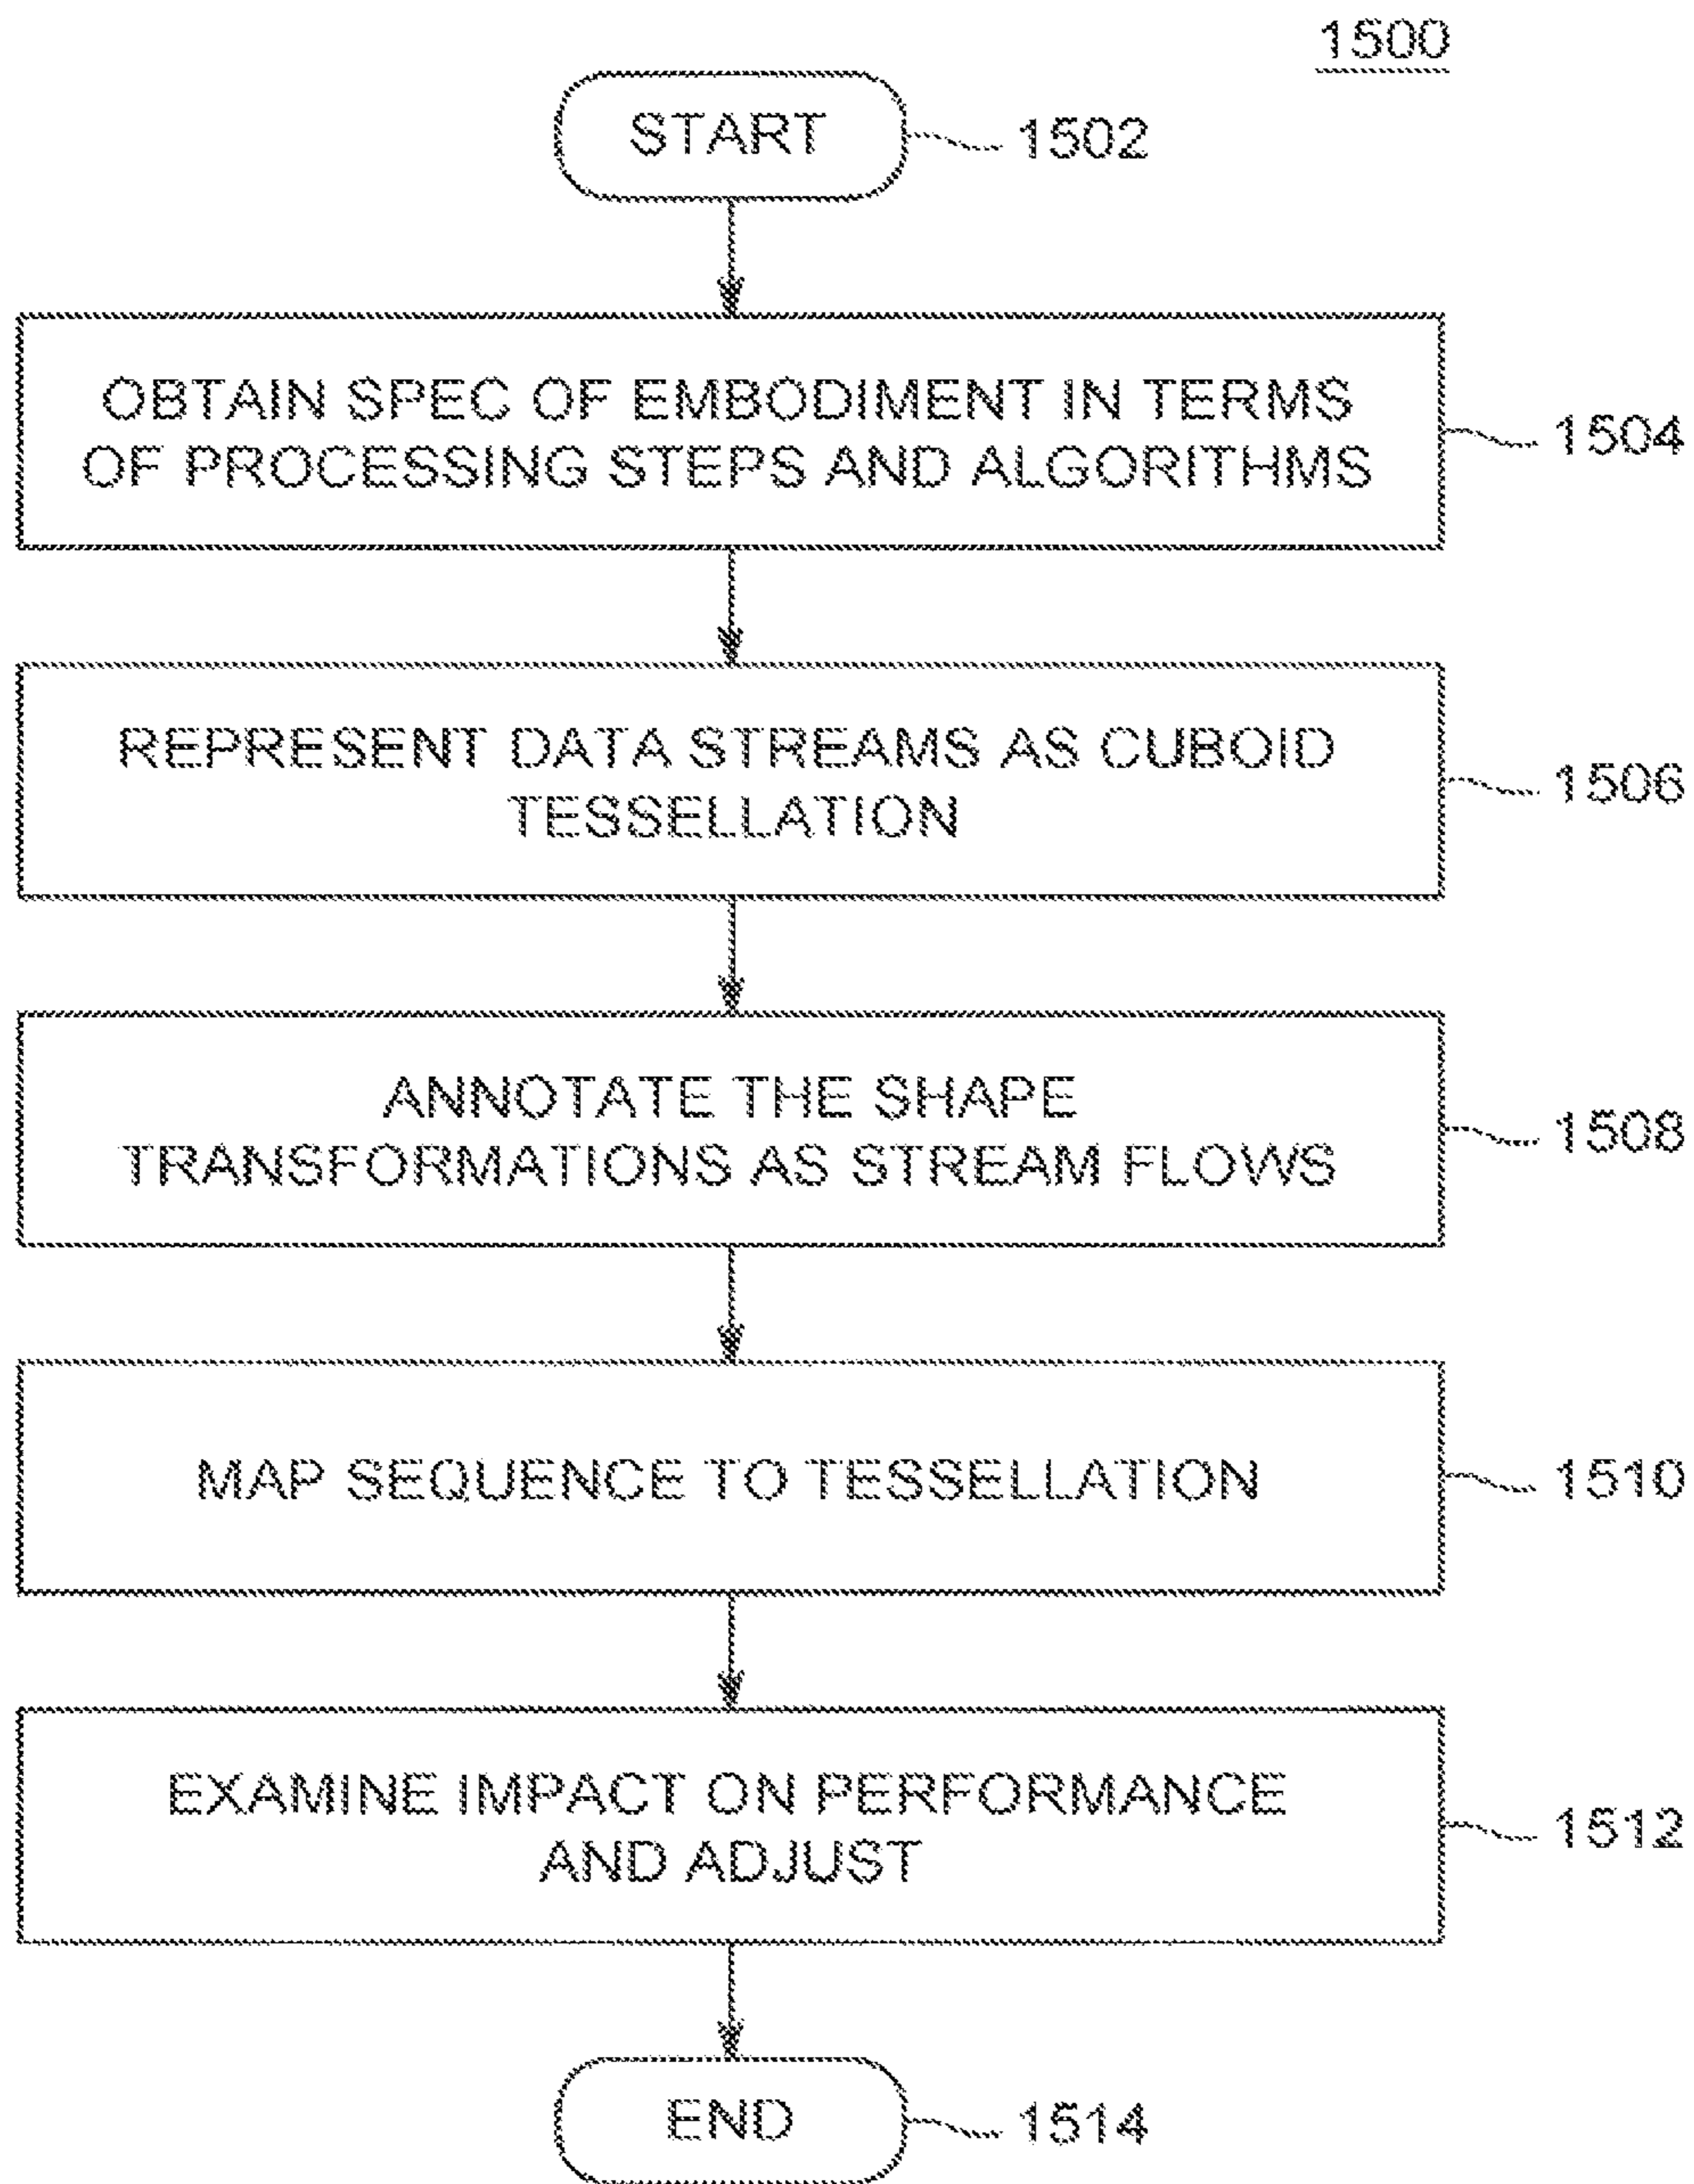 1500
START
1502
OBTAIN SPEC OF EMBODIMENT IN TERMS
OF PROCESSING STEPS AND ALGORITHMS
1504
REPRESENT DATA STREAMS AS CUBOID
TESSELLATION
1506
ANNOTATE THE SHAPE
TRANSFORMATIONS AS STREAM FLOWS
1508
MAP SEQUENCE TO TESSELLATION
1510
EXAMINE IMPACT ON PERFORMANCE
AND ADJUST
1512
END
1514